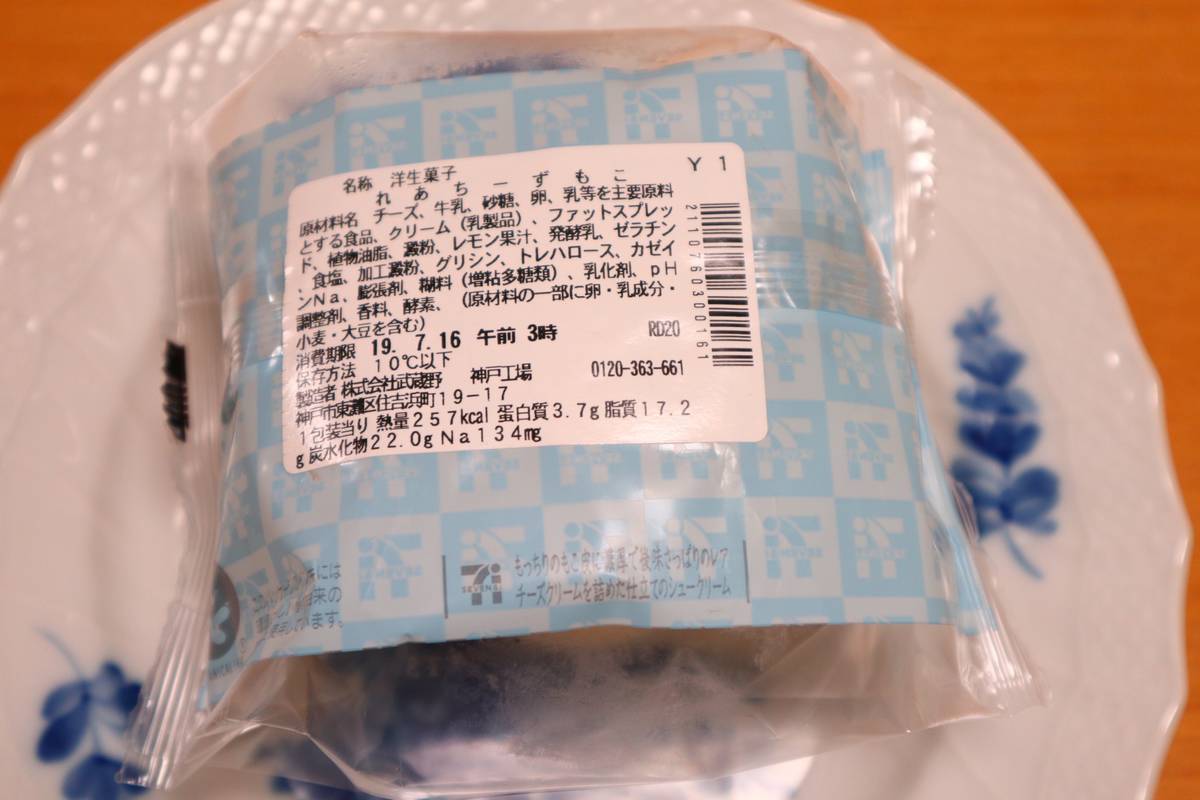 名称 洋生菓子
Y 1
れあちーずもこ
原材料名 チーズ、牛乳、砂糖、卵、乳等を主要原料
とする食品、クリーム（乳製品）、ファットスプレッ
ド、植物油脂、澱粉、レモン果汁、発酵乳、ゼラチン
、食塩、加工澱粉、グリシン、トレハロース、カゼイ
ンNa、膨張剤、糊料（増粘多糖類）、乳化剤、pH
調整剤、香料、酵素、（原材料の一部に卵・乳成分・
小麦・大豆を含む）
消費期限 19. 7.16 午前 3時 RD20
保存方法 10℃以下
製造者 株式会社武蔵野 神戸工場 0120-363-661
神戸市東灘区住吉浜町19-17
1包装当り 熱量257kcal 蛋白質3.7g 脂質17.2
g 炭水化物22.0g Na134mg
2110760300161
もっちりのもこ皮に濃厚で後味さっぱりのレア
チーズクリームを詰めた仕立てのシュークリーム